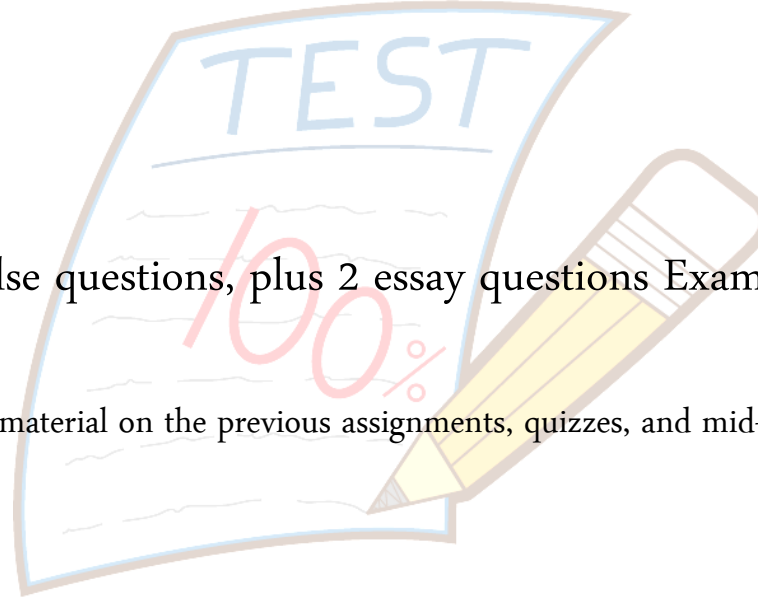 TEST
lse questions, plus 2 essay questions Exam
100%
material on the previous assignments, quizzes, and mid-